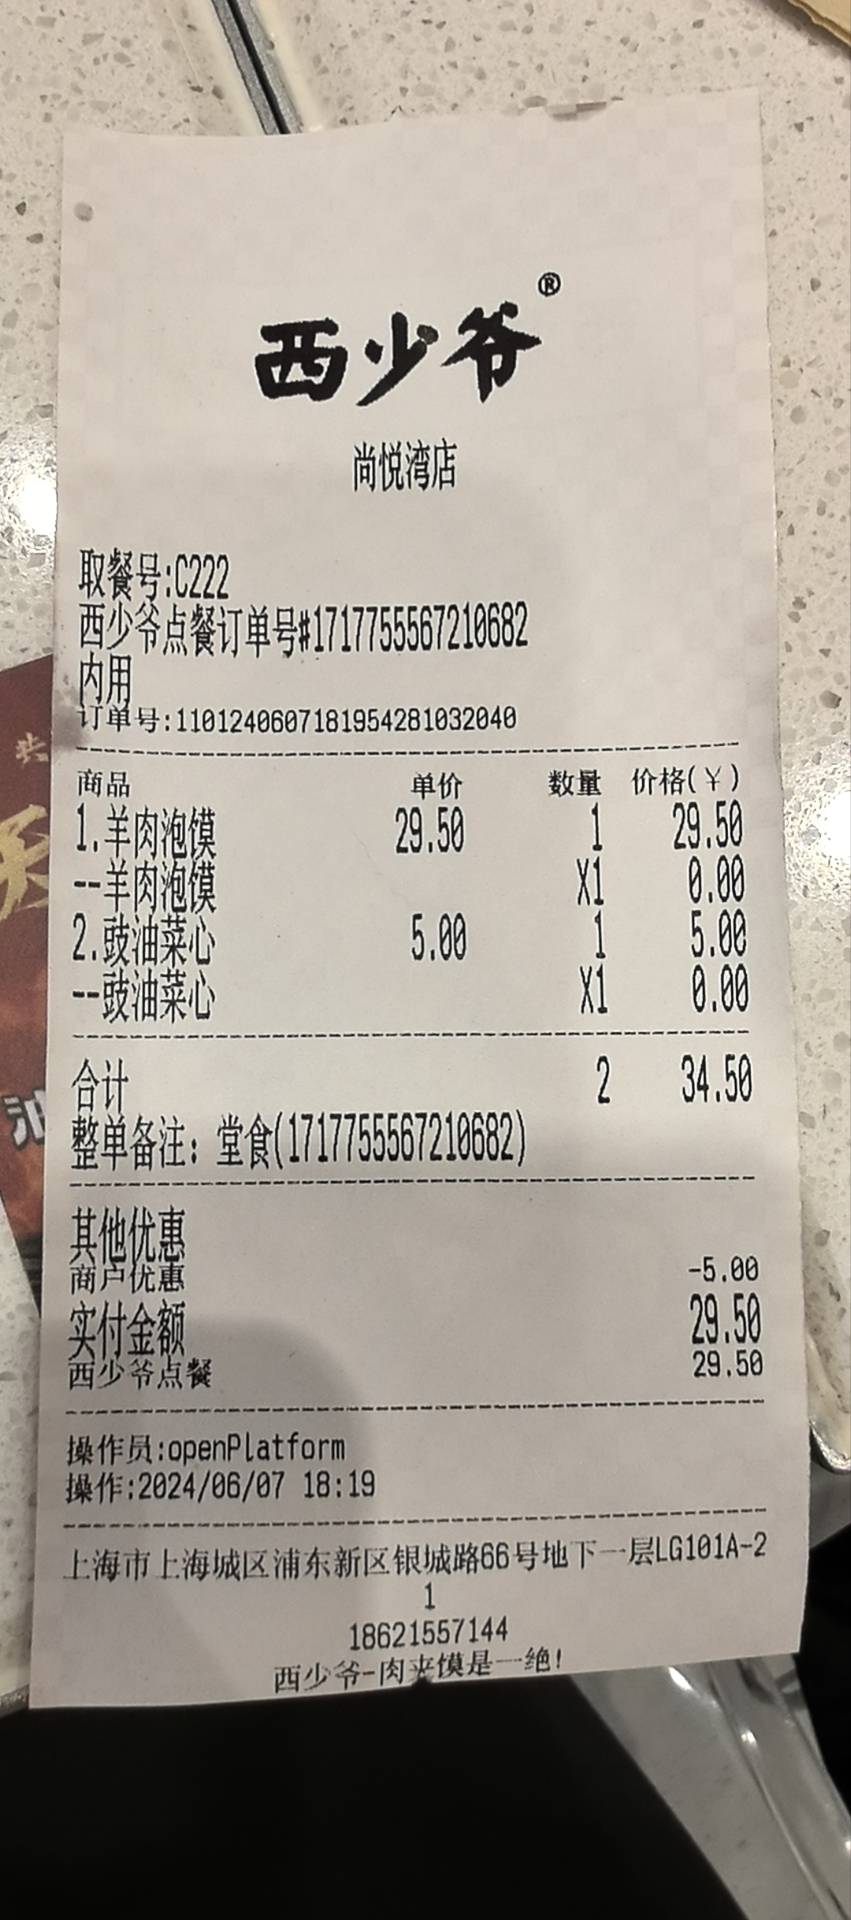 西少爷®
尚悦湾店
取餐号:C222
西少爷点餐订单号#1717755567210682
内用
订单号:1101240607181954281032040
商品 单价 数量 价格(￥)
1.羊肉泡馍 29.50 1 29.50
--羊肉泡馍 X1 0.00
2.豉油菜心 5.00 1 5.00
--豉油菜心 X1 0.00
合计 2 34.50
整单备注: 堂食(1717755567210682)
其他优惠
商户优惠 -5.00
实付金额 29.50
西少爷点餐 29.50
操作员:openPlatform
操作:2024/06/07 18:19
上海市上海城区浦东新区银城路66号地下一层LG101A-2
1
18621557144
西少爷-肉夹馍是一绝!
油